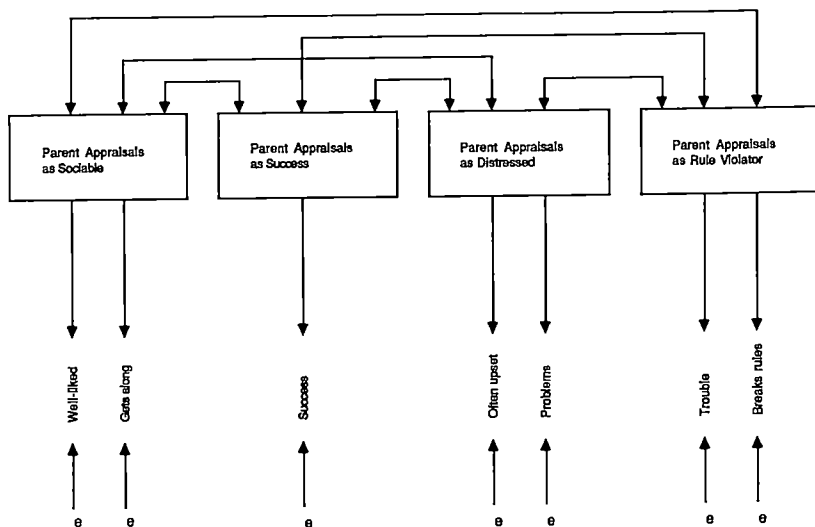 Parent Appraisals
as Sociable
Parent Appraisals
as Success
Parent Appraisals
as Distressed
Parent Appraisals
as Rule Violator
Well-liked
Gets along
Success
Often upset
Problems
Trouble
Breaks rules
e
e
e
e
e
e
e